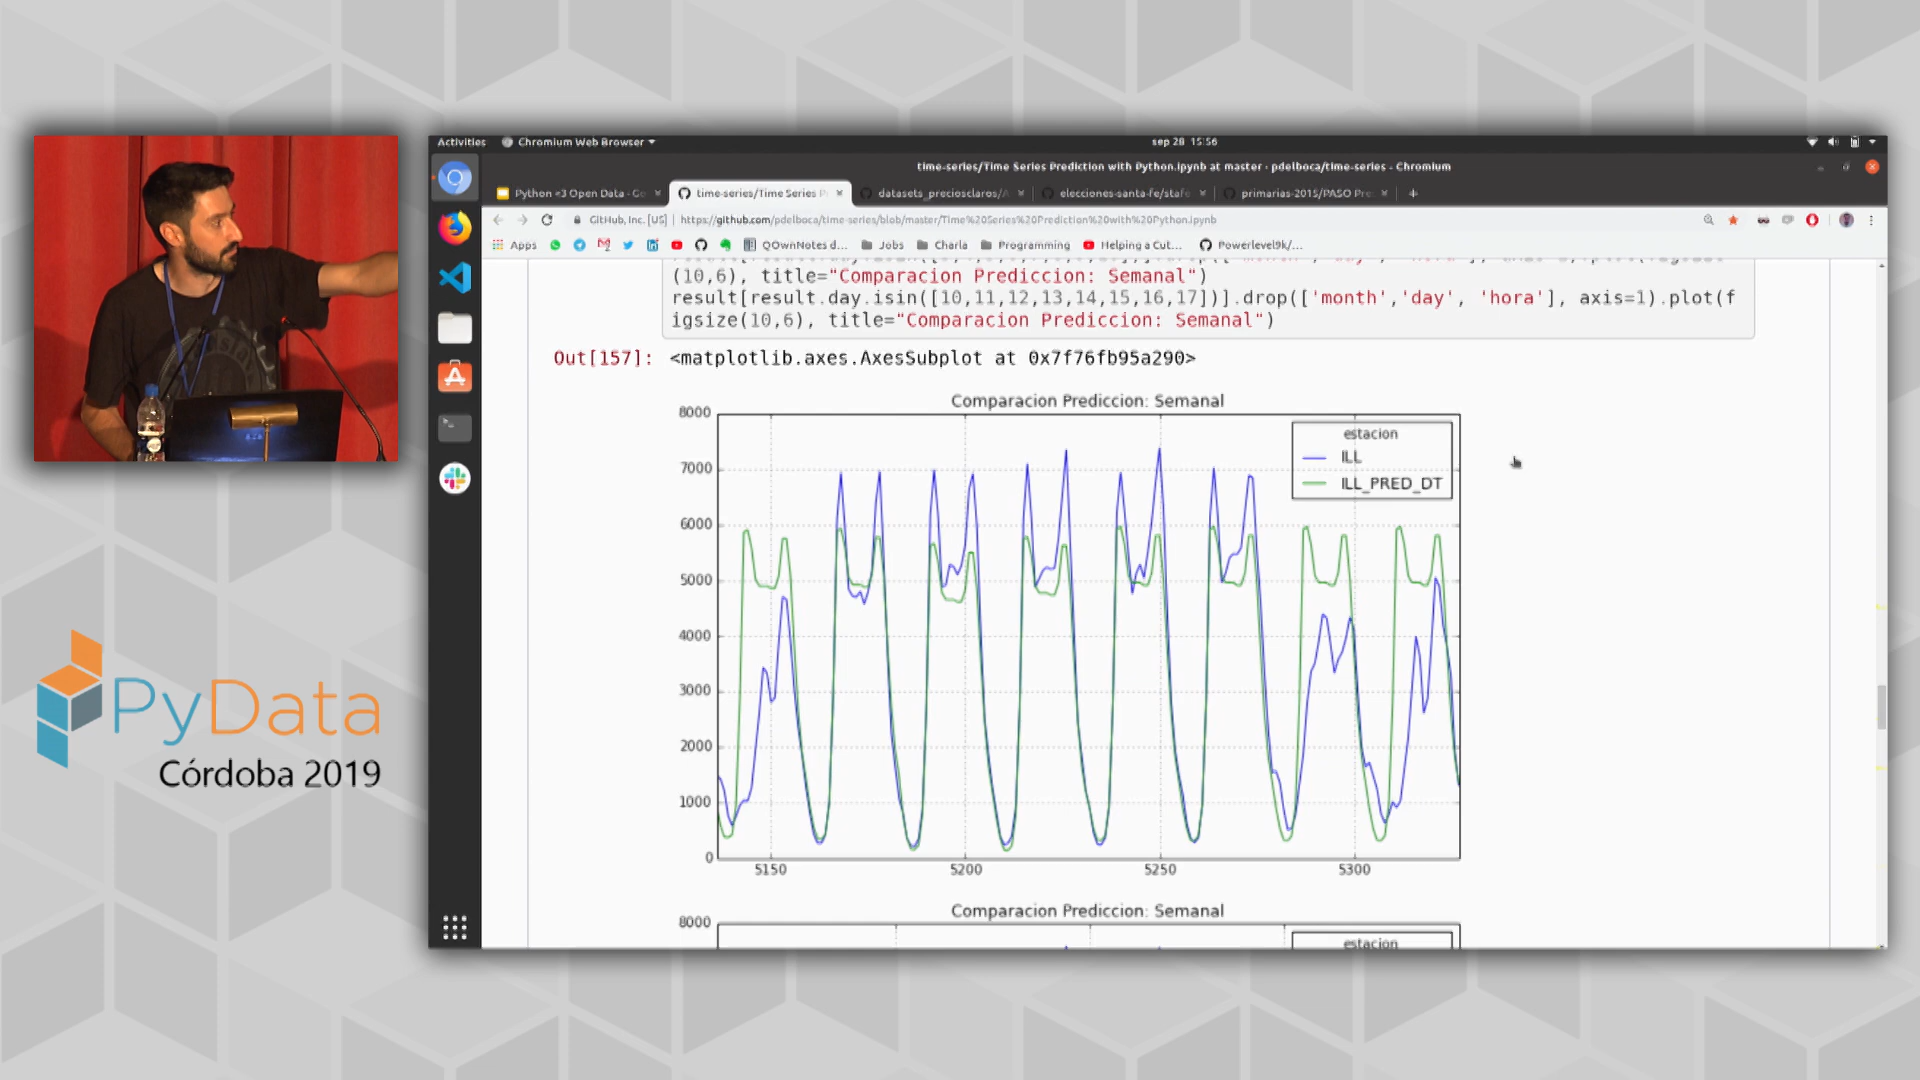 Activities
Chromium Web Browser
sep 28 15:56
time-series/Time Series Prediction with Python.ipynb at master · pdelboca/time-series - Chromium
Python <3 Open Data - Go
time-series/Time Series P
datasets_preciosclaros/
elecciones-santa-fe/stafe
primarias-2015/PASO Pre
GitHub, Inc. [US] | https://github.com/pdelboca/time-series/blob/master/Time%20Series%20Prediction%20with%20Python.ipynb
Apps
QOwnNotes d...
Jobs
Charla
Programming
Helping a Cut...
Powerlevel9k/...
(10,6), title="Comparacion Prediccion: Semanal")
result[result.day.isin([10,11,12,13,14,15,16,17])].drop(['month','day', 'hora'], axis=1).plot(f
igsize(10,6), title="Comparacion Prediccion: Semanal")
Out[157]: <matplotlib.axes.AxesSubplot at 0x7f76fb95a290>
Comparacion Prediccion: Semanal
8000
7000
6000
5000
4000
3000
2000
1000
0
estacion
ILL
ILL_PRED_DT
5150 5200 5250 5300
Comparacion Prediccion: Semanal
8000
estacion
PyData
Córdoba 2019